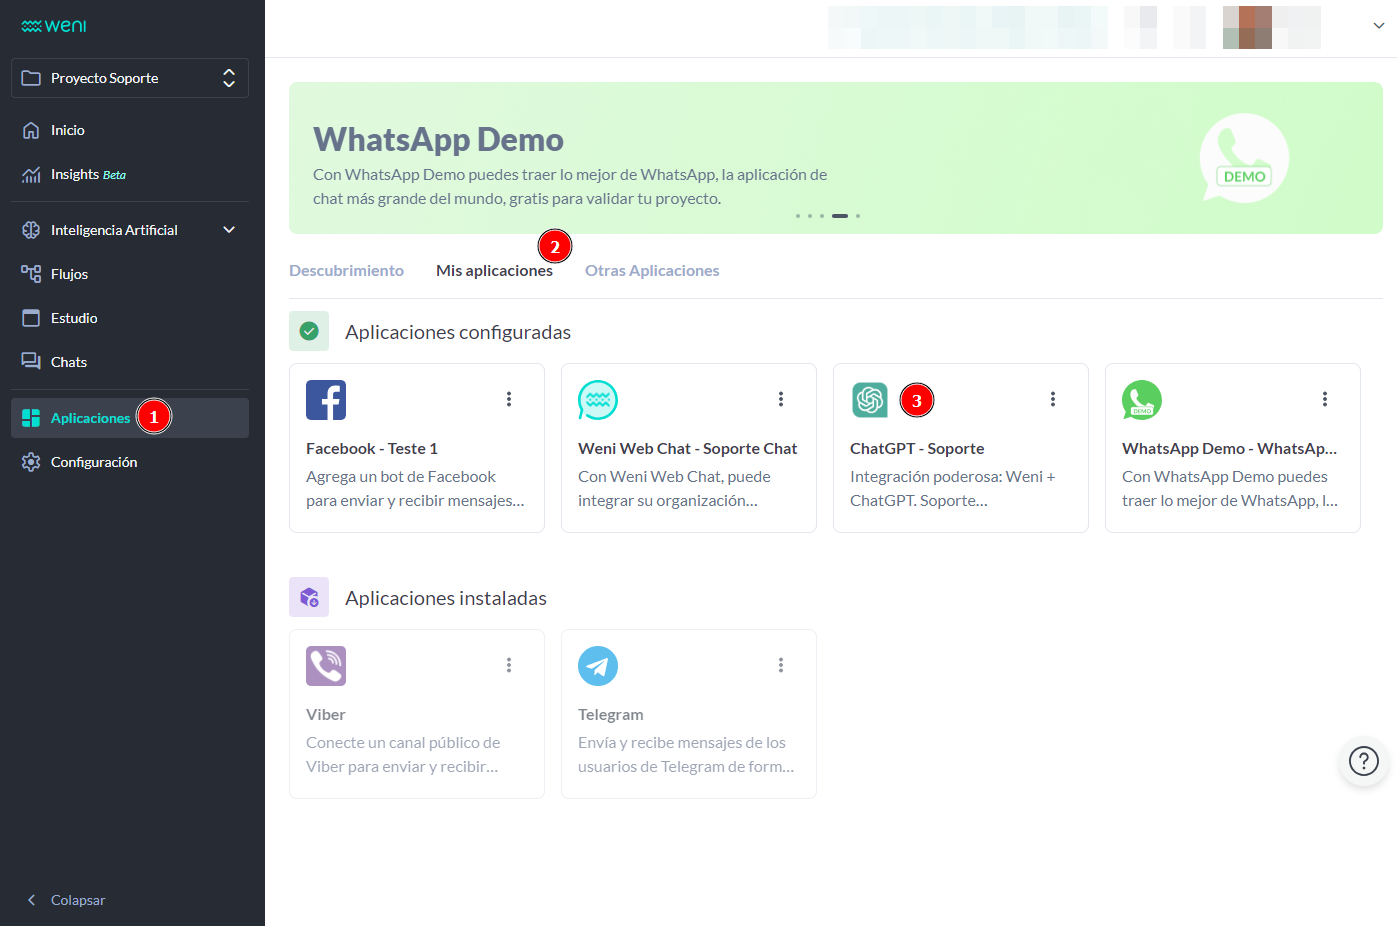 weni
Proyecto Soporte
Inicio
Insights Beta
Inteligencia Artificial
Flujos
Estudio
Chats
Aplicaciones 1
Configuración
Colapsar
WhatsApp Demo
Con WhatsApp Demo puedes traer lo mejor de WhatsApp, la aplicación de
chat más grande del mundo, gratis para validar tu proyecto.
DEMO
2
Descubrimiento Mis aplicaciones Otras Aplicaciones
Aplicaciones configuradas
Facebook - Teste 1
Agrega un bot de Facebook
para enviar y recibir mensajes...
Weni Web Chat - Soporte Chat
Con Weni Web Chat, puede
integrar su organización...
3
ChatGPT - Soporte
Integración poderosa: Weni +
ChatGPT. Soporte...
DEMO
WhatsApp Demo - WhatsAp...
Con WhatsApp Demo puedes
traer lo mejor de WhatsApp, l...
Aplicaciones instaladas
Viber
Conecte un canal público de
Viber para enviar y recibir...
Telegram
Envía y recibe mensajes de los
usuarios de Telegram de form...
?